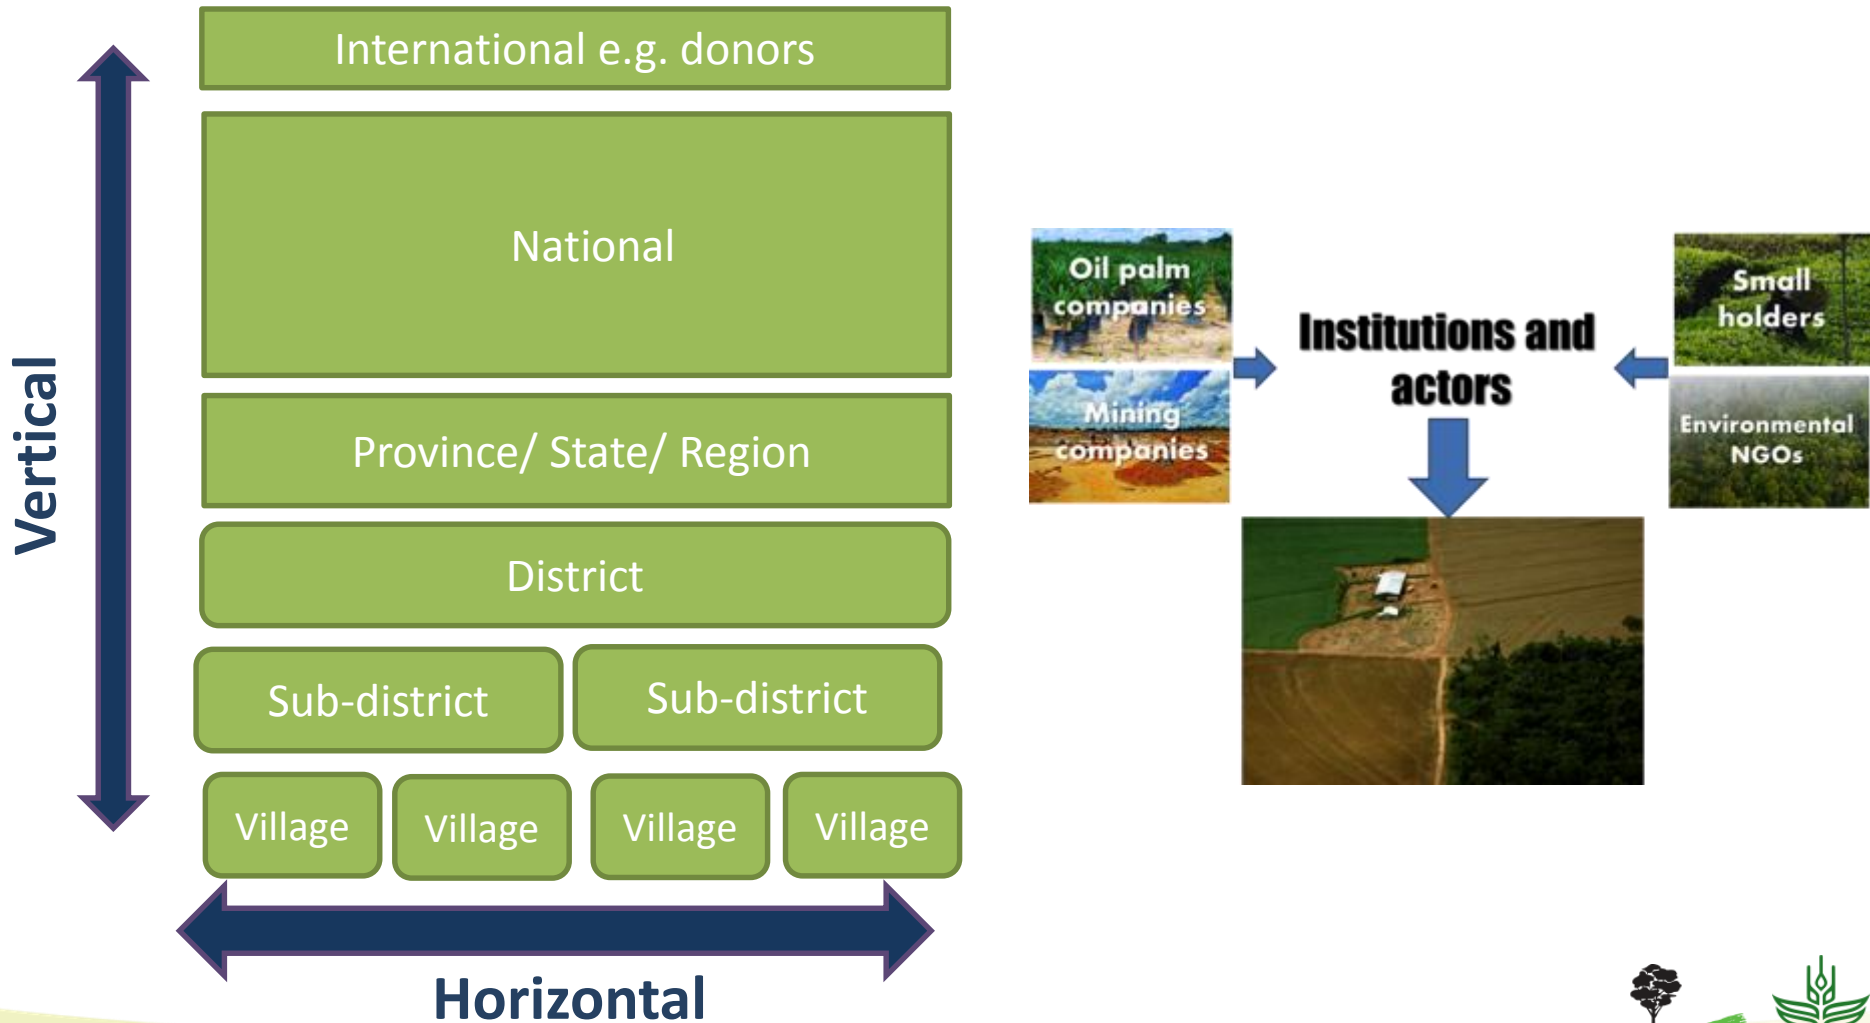 International e.g. donors
National
Province/ State/ Region
District
Sub-district
Sub-district
Village
Village
Village
Village
Vertical
Horizontal
Oil palm
companies
Mining
companies
Institutions and
actors
Small
holders
Environmental
NGOs